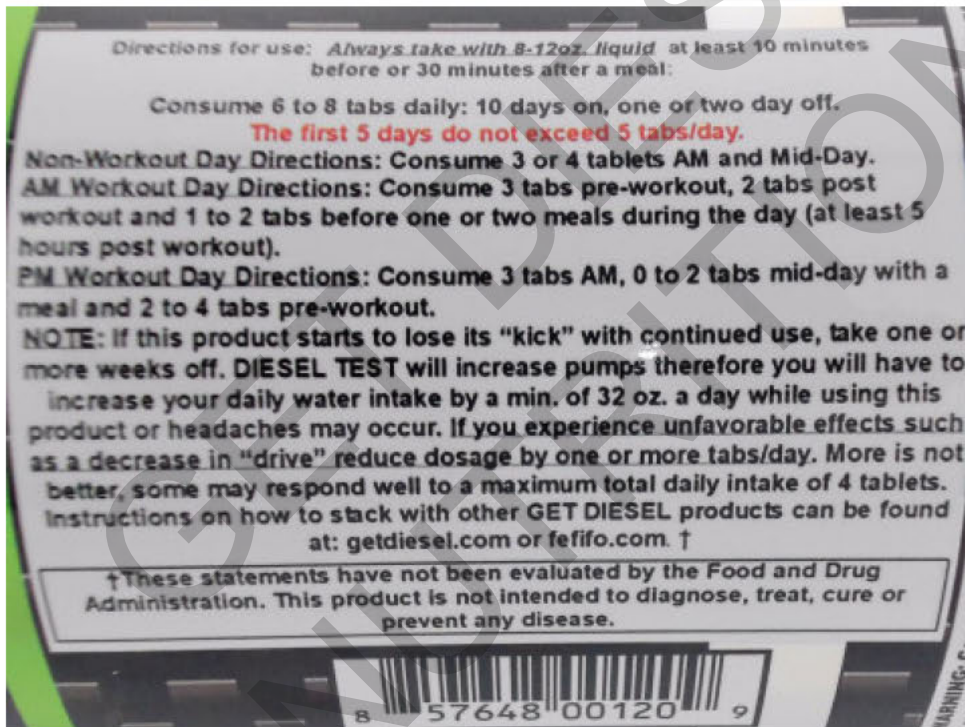 Directions for use: Always take with 8-12oz. liquid at least 10 minutes
before or 30 minutes after a meal:
Consume 6 to 8 tabs daily: 10 days on, one or two day off.
The first 5 days do not exceed 5 tabs/day.
Non-Workout Day Directions: Consume 3 or 4 tablets AM and Mid-Day.
AM Workout Day Directions: Consume 3 tabs pre-workout, 2 tabs post
workout and 1 to 2 tabs before one or two meals during the day (at least 5
hours post workout).
PM Workout Day Directions: Consume 3 tabs AM, 0 to 2 tabs mid-day with a
meal and 2 to 4 tabs pre-workout.
NOTE: If this product starts to lose its “kick” with continued use, take one or
more weeks off. DIESEL TEST will increase pumps therefore you will have to
increase your daily water intake by a min. of 32 oz. a day while using this
product or headaches may occur. If you experience unfavorable effects such
as a decrease in “drive” reduce dosage by one or more tabs/day. More is not
better, some may respond well to a maximum total daily intake of 4 tablets.
Instructions on how to stack with other GET DIESEL products can be found
at: getdiesel.com or fefifo.com. †
†These statements have not been evaluated by the Food and Drug
Administration. This product is not intended to diagnose, treat, cure or
prevent any disease.
8 57648 00120 9
WARNING:
GET DIES
NUTRITION